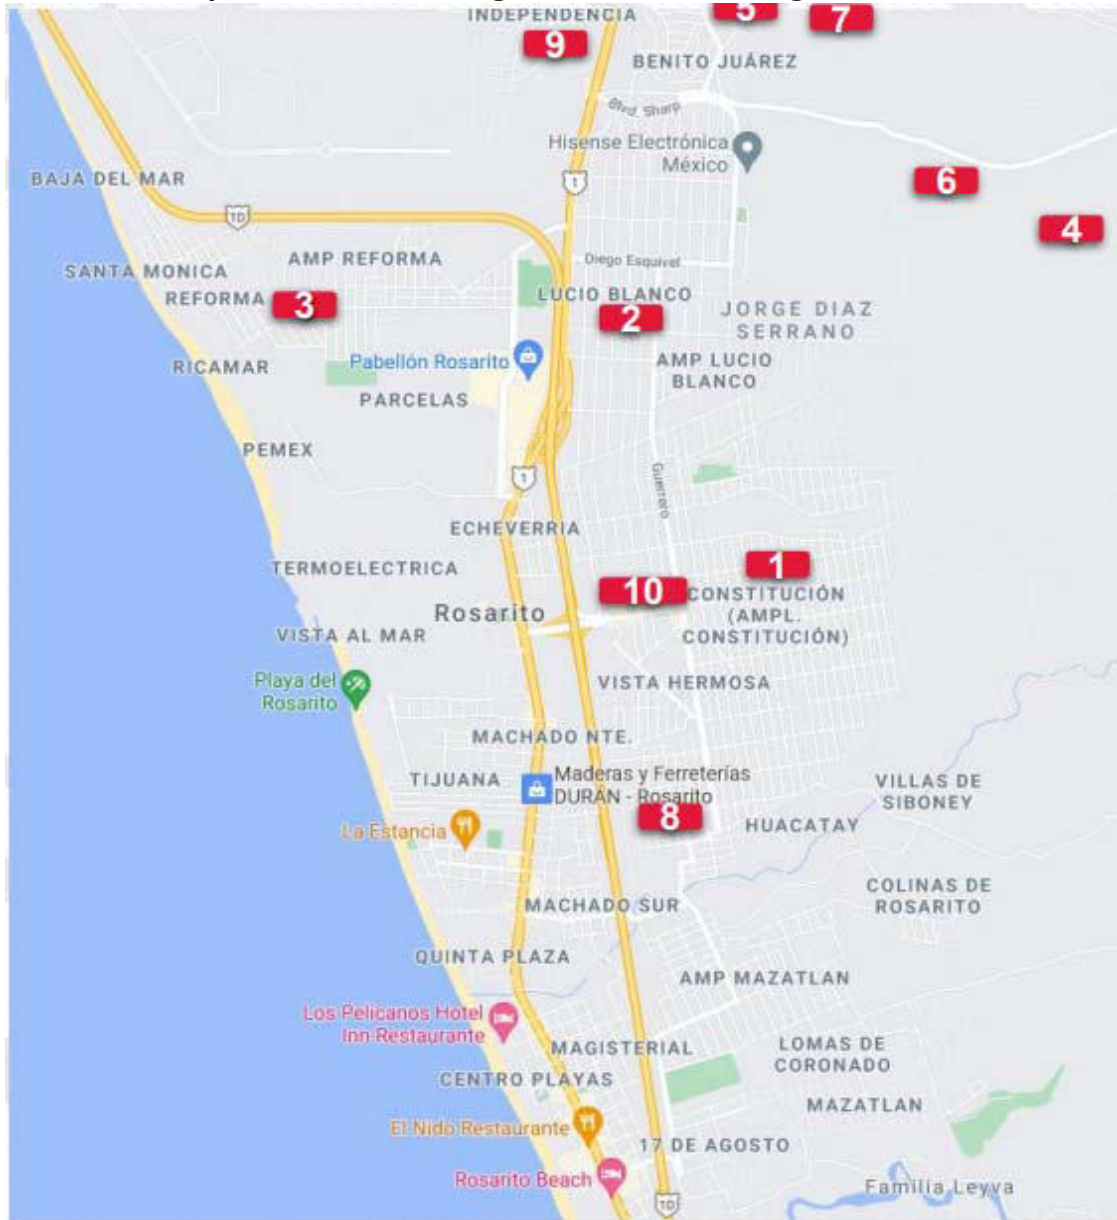 INDEPENDENCIA
5
7
9
BENITO JUÁREZ
Blvd. Sharp
Hisense Electrónica
México
6
BAJA DEL MAR
1
1D
4
AMP REFORMA
Diego Esquivel
SANTA MONICA
REFORMA
3
LUCIO BLANCO
2
JORGE DIAZ
SERRANO
RICAMAR
Pabellón Rosarito
AMP LUCIO
BLANCO
PARCELAS
PEMEX
1
Guerrero
ECHEVERRIA
TERMOELECTRICA
1
10
CONSTITUCIÓN
(AMPL.
CONSTITUCIÓN)
Rosarito
VISTA AL MAR
Playa del
Rosarito
VISTA HERMOSA
MACHADO NTE.
TIJUANA
Maderas y Ferreterías
DURÁN - Rosarito
VILLAS DE
SIBONEY
8
La Estancia
HUACATAY
COLINAS DE
ROSARITO
MACHADO SUR
QUINTA PLAZA
AMP MAZATLAN
Los Pelicanos Hotel
Inn-Restaurante
MAGISTERIAL
LOMAS DE
CORONADO
CENTRO PLAYAS
MAZATLAN
El Nido Restaurante
17 DE AGOSTO
Rosarito Beach
Familia Leyva
1D